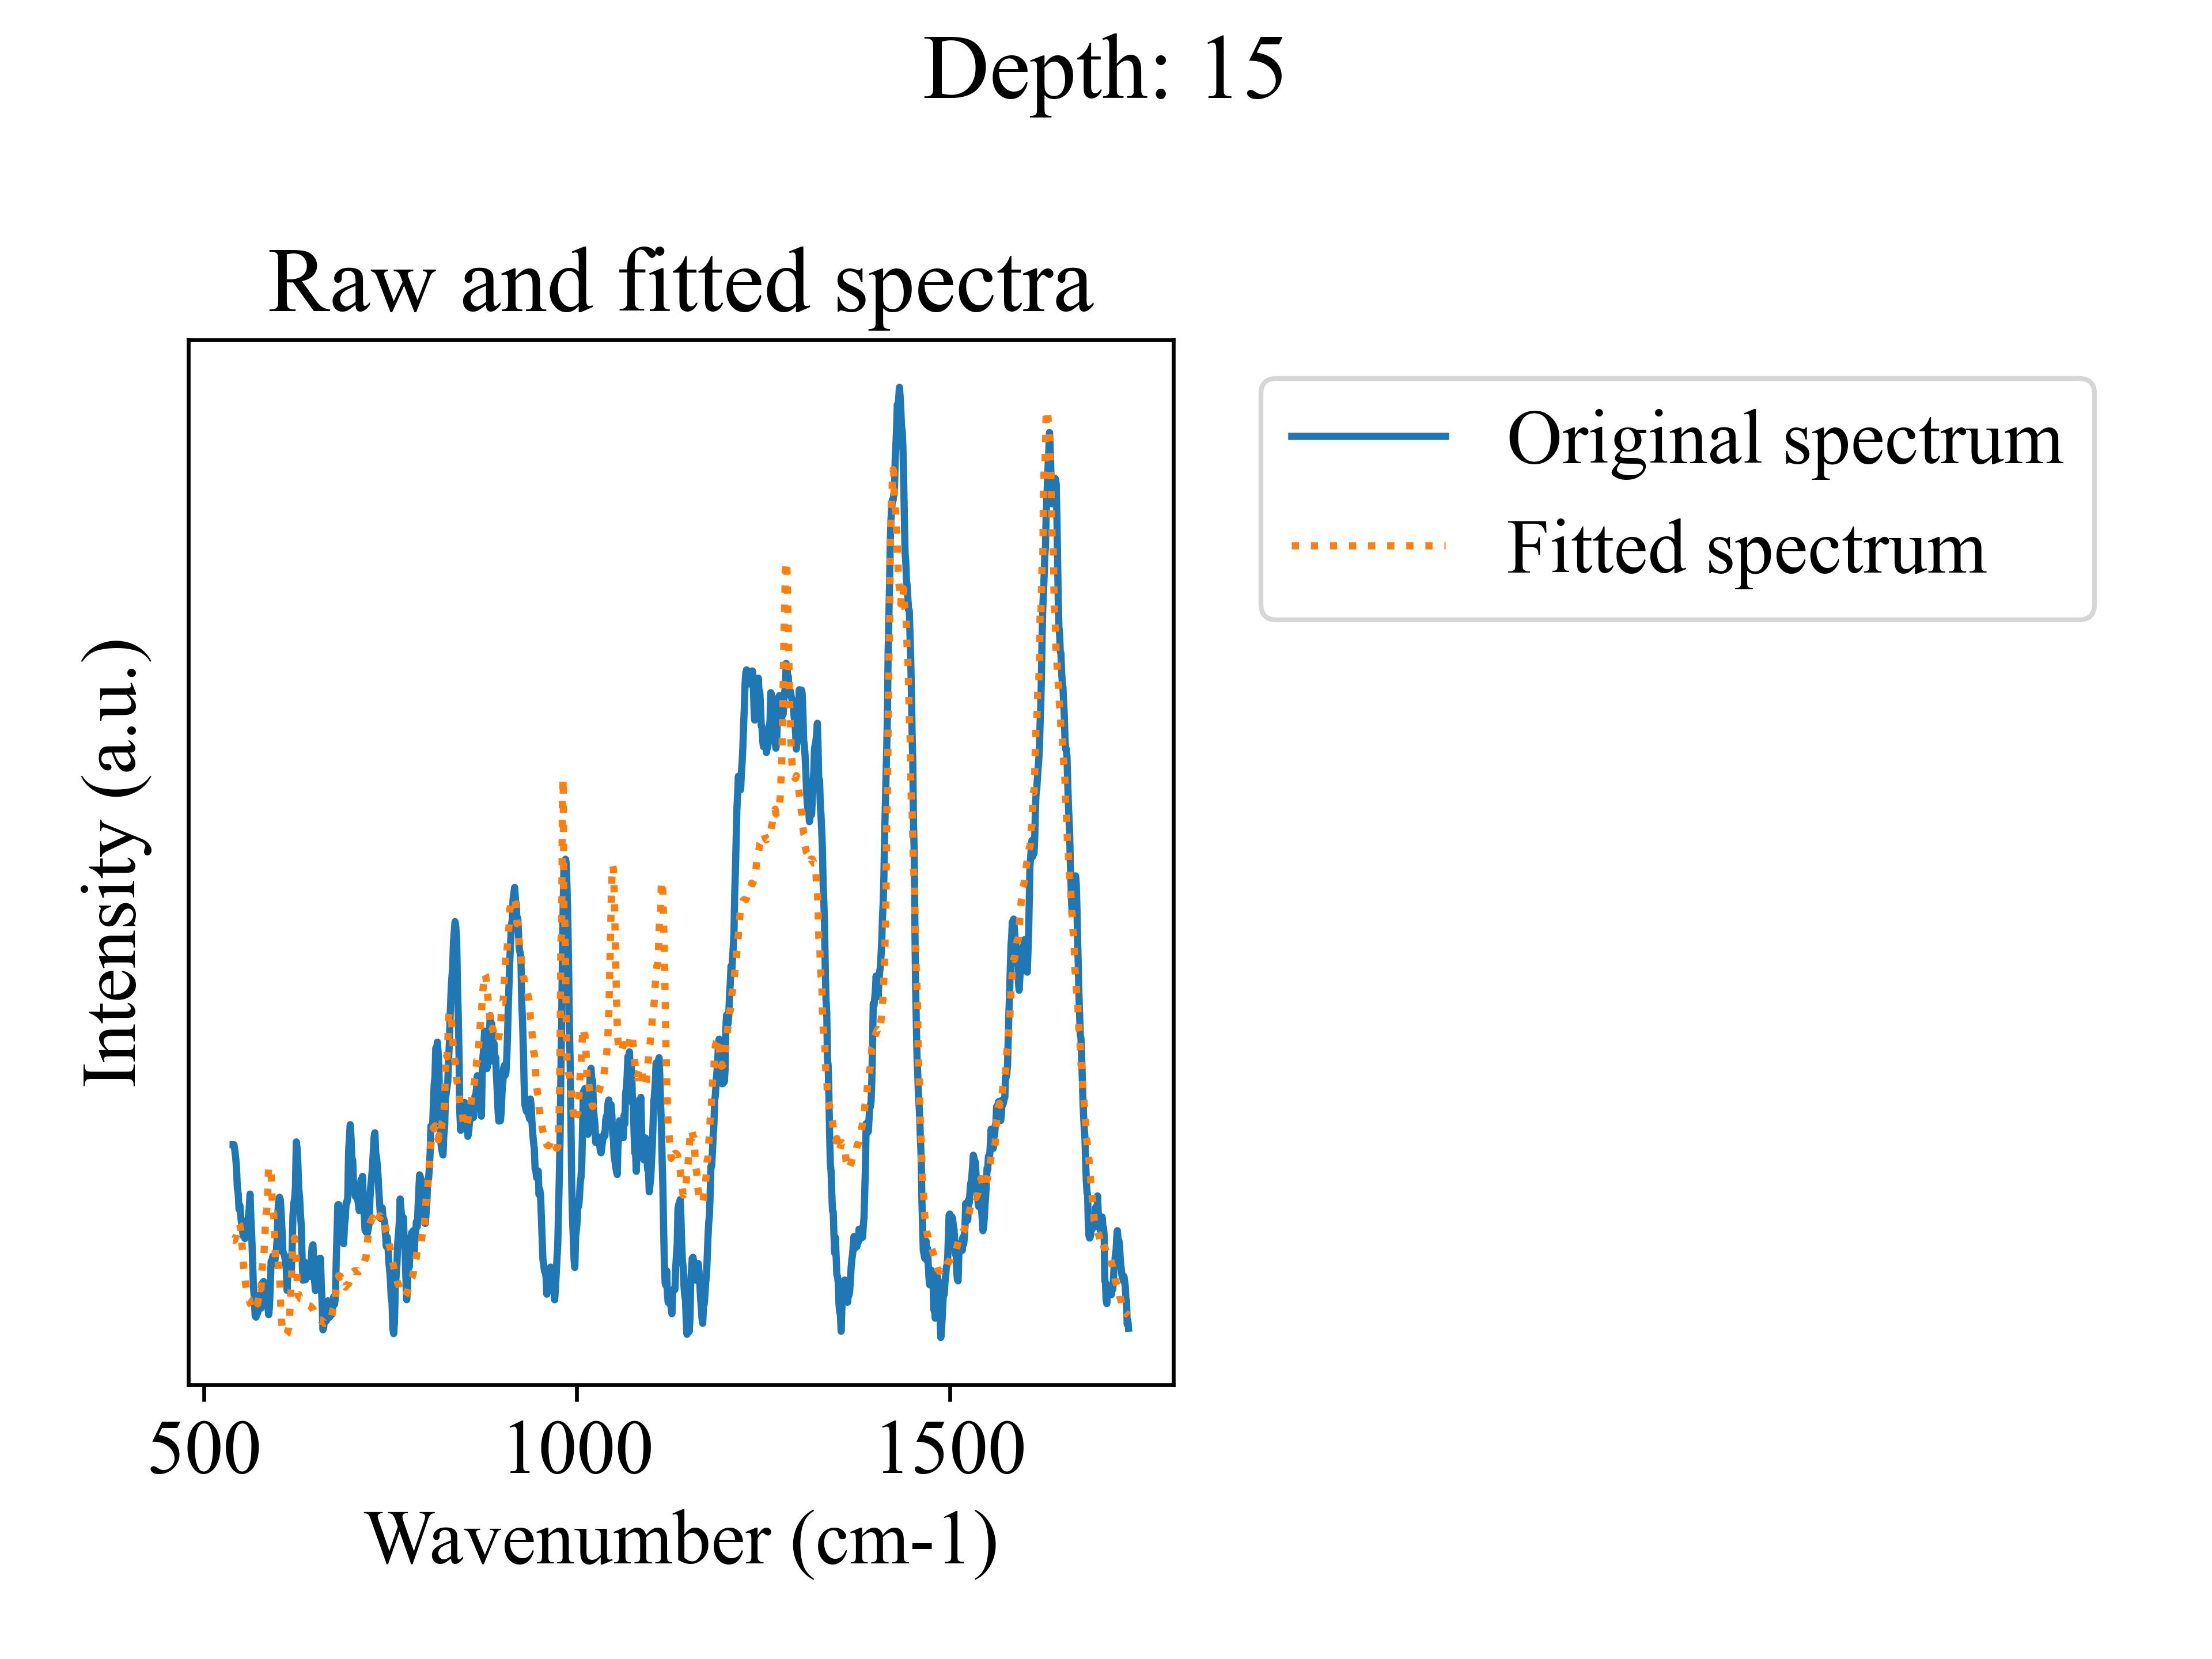 Depth: 15
Raw and fitted spectra
Original spectrum
Fitted spectrum
Intensity (a.u.)
500 1000 1500
Wavenumber (cm-1)